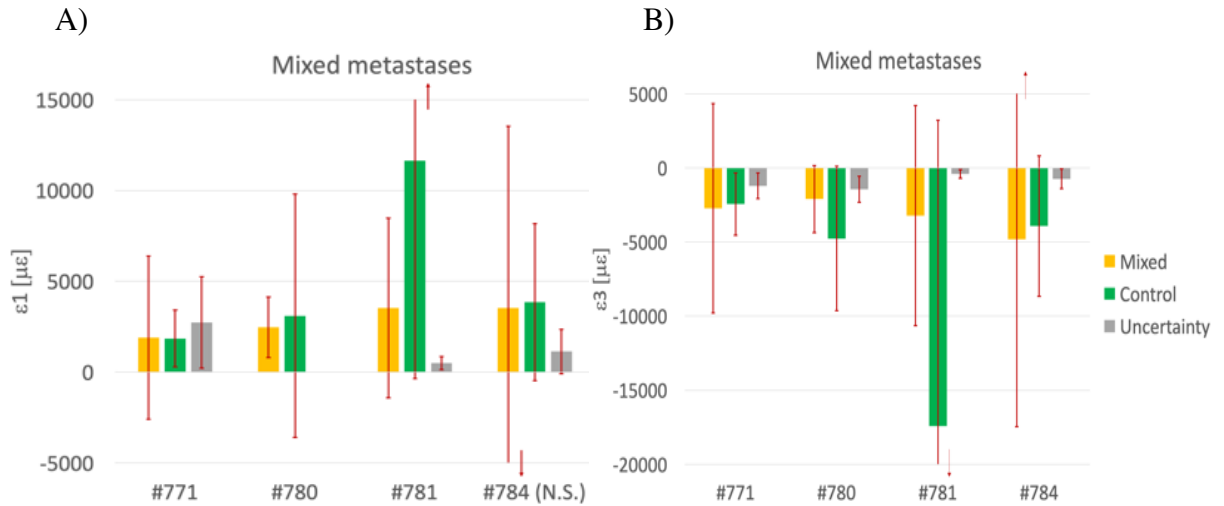 A)
Mixed metastases
15000
10000
5000
0
-5000
ε1 [με]
#771 #780 #781 #784 (N.S.)
B)
Mixed metastases
5000
0
-5000
-10000
-15000
-20000
ε3 [με]
#771 #780 #781 #784
Mixed
Control
Uncertainty